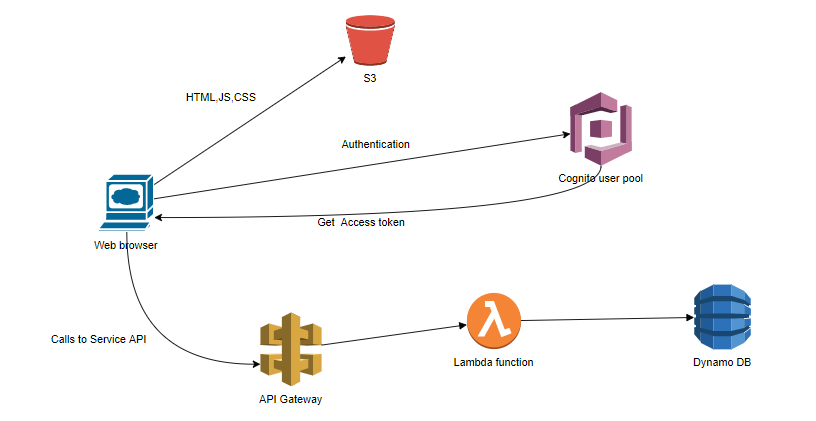 S3
HTML,JS,CSS
Authentication
Cognito user pool
Get Access token
Web browser
Calls to Service API
Lambda function
Dynamo DB
API Gateway